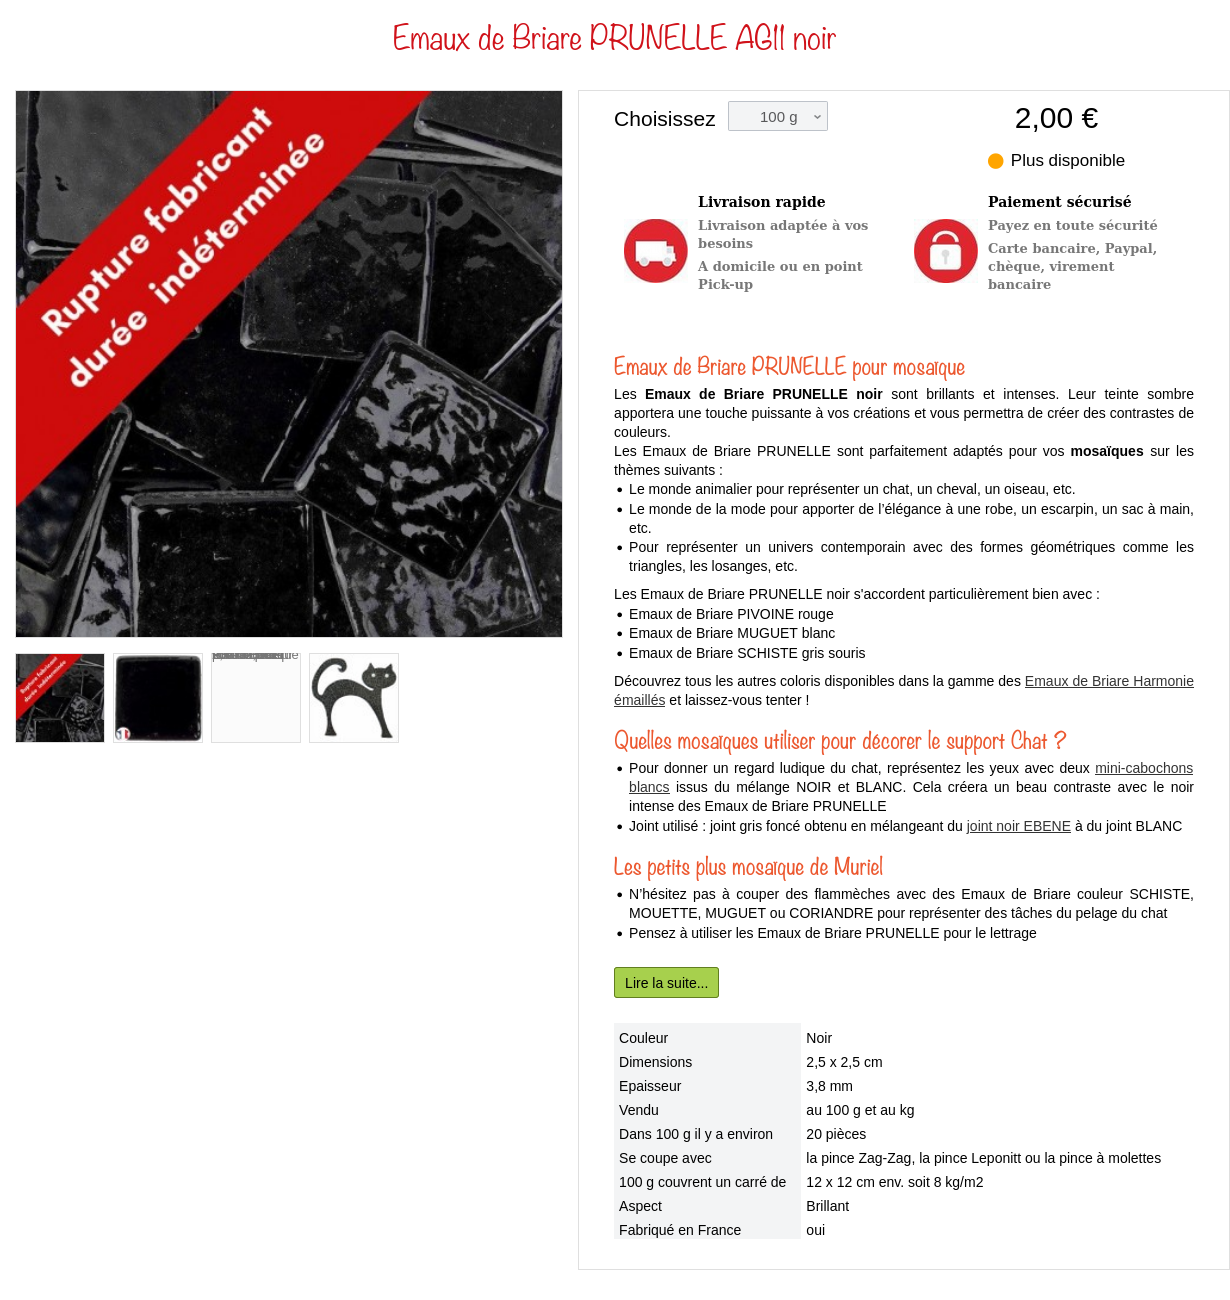 Emaux de Briare PRUNELLE AG11 noir
Rupture fabricant
durée indéterminée
Choisissez
100 g
2,00 €
Plus disponible
Livraison rapide
Livraison adaptée à vos
besoins
A domicile ou en point
Pick-up
Paiement sécurisé
Payez en toute sécurité
Carte bancaire, Paypal,
chèque, virement
bancaire
Emaux de Briare PRUNELLE pour mosaïque
Les Emaux de Briare PRUNELLE noir sont brillants et intenses. Leur teinte sombre
apportera une touche puissante à vos créations et vous permettra de créer des contrastes de
couleurs.
Les Emaux de Briare PRUNELLE sont parfaitement adaptés pour vos mosaïques sur les
thèmes suivants :
• Le monde animalier pour représenter un chat, un cheval, un oiseau, etc.
• Le monde de la mode pour apporter de l’élégance à une robe, un escarpin, un sac à main,
etc.
• Pour représenter un univers contemporain avec des formes géométriques comme les
triangles, les losanges, etc.
Les Emaux de Briare PRUNELLE noir s'accordent particulièrement bien avec :
• Emaux de Briare PIVOINE rouge
• Emaux de Briare MUGUET blanc
• Emaux de Briare SCHISTE gris souris
Découvrez tous les autres coloris disponibles dans la gamme des Emaux de Briare Harmonie
émaillés et laissez-vous tenter !
Quelles mosaïques utiliser pour décorer le support Chat ?
• Pour donner un regard ludique du chat, représentez les yeux avec deux mini-cabochons
blancs issus du mélange NOIR et BLANC. Cela créera un beau contraste avec le noir
intense des Emaux de Briare PRUNELLE
• Joint utilisé : joint gris foncé obtenu en mélangeant du joint noir EBENE à du joint BLANC
Les petits plus mosaïque de Muriel
• N’hésitez pas à couper des flammèches avec des Emaux de Briare couleur SCHISTE,
MOUETTE, MUGUET ou CORIANDRE pour représenter des tâches du pelage du chat
• Pensez à utiliser les Emaux de Briare PRUNELLE pour le lettrage
Lire la suite...
Couleur Noir
Dimensions 2,5 x 2,5 cm
Epaisseur 3,8 mm
Vendu au 100 g et au kg
Dans 100 g il y a environ 20 pièces
Se coupe avec la pince Zag-Zag, la pince Leponitt ou la pince à molettes
100 g couvrent un carré de 12 x 12 cm env. soit 8 kg/m2
Aspect Brillant
Fabriqué en France oui
Rupture fabricant
durée indéterminée